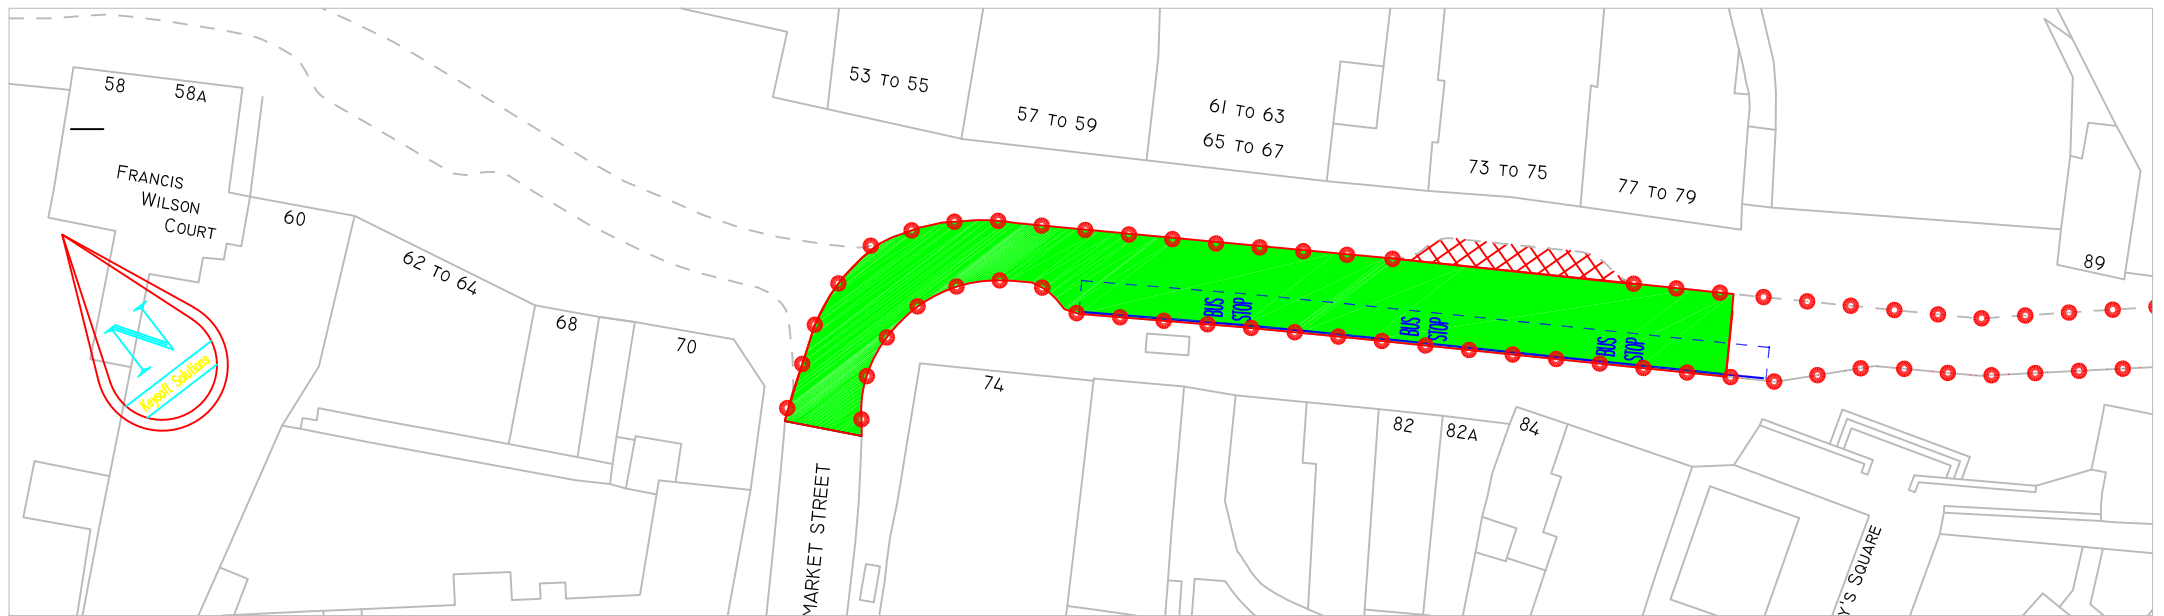 58
58A
53 TO 55
57 TO 59
61 TO 63
65 TO 67
73 TO 75
77 TO 79
FRANCIS
WILSON
COURT
60
62 TO 64
68
70
89
BUS
STOP
BUS
STOP
BUS
STOP
N
Keysoft Solutions
74
82
82A
84
MARKET STREET
Y'S SQUARE